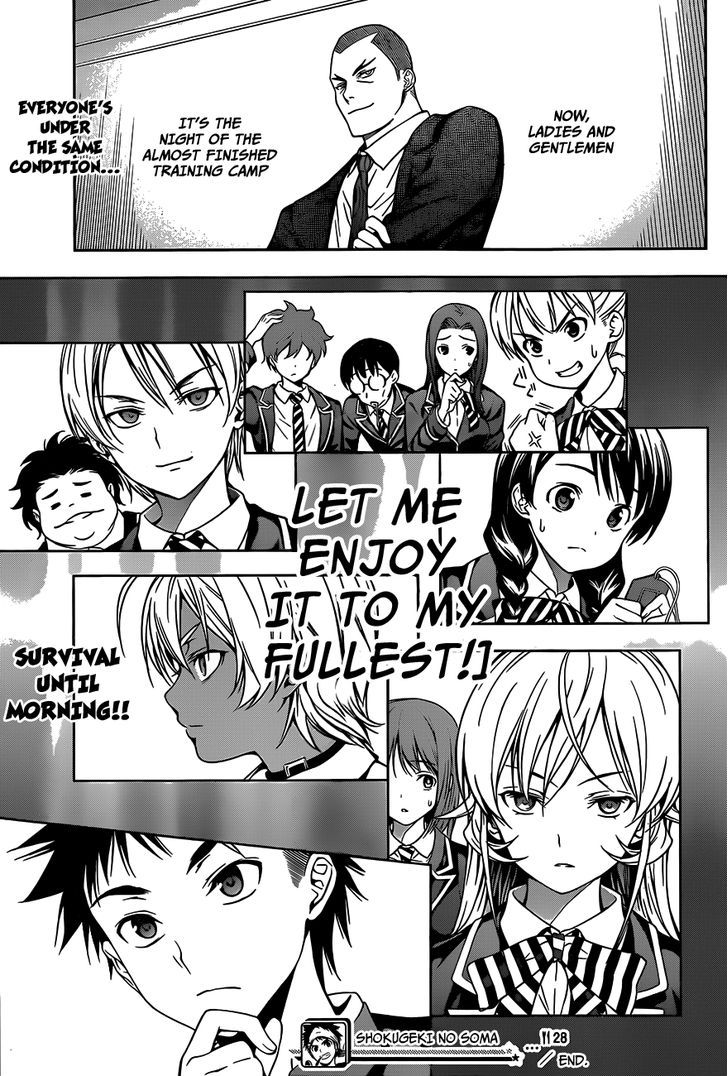 NOW,
LADIES AND
GENTLEMEN
IT'S THE
NIGHT OF THE
ALMOST FINISHED
TRAINING CAMP
EVERYONE'S
UNDER
THE SAME
CONDITION...
LET ME
ENJOY
IT TO MY
FULLEST!]
SURVIVAL
UNTIL
MORNING!!
SHOKUGEKI NO SOMA
... 28
/ END.